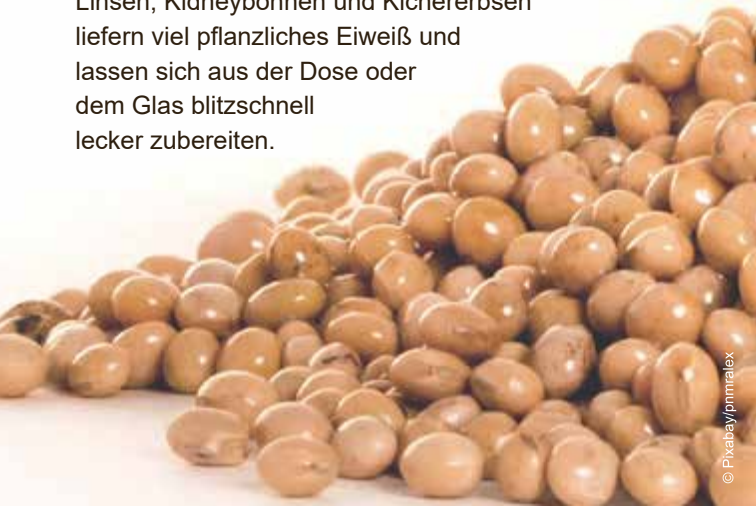 Linsen, Kidneybohnen und Kichererbsen
liefern viel pflanzliches Eiweiß und
lassen sich aus der Dose oder
dem Glas blitzschnell
lecker zubereiten.
© Pixabay/pnmralex